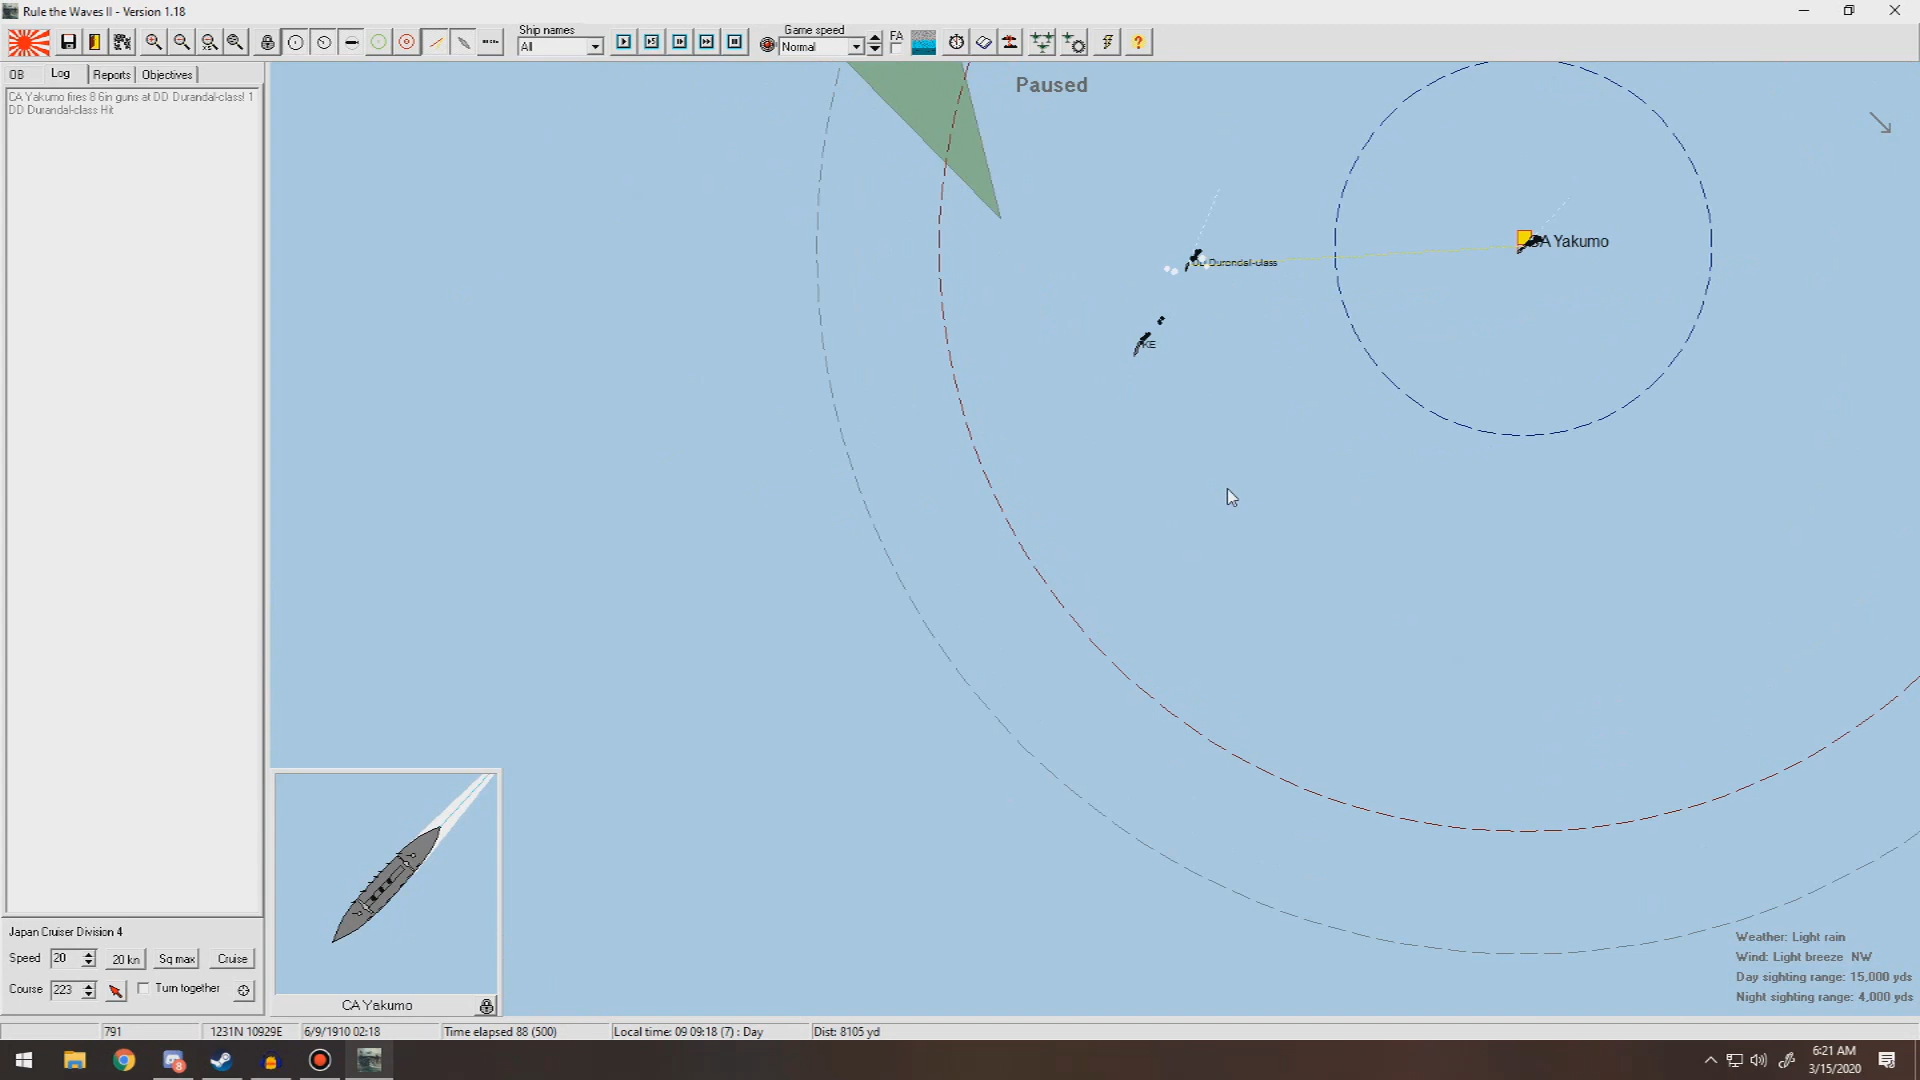 Rule the Waves II - Version 1.18
Ship names
All
Game speed
Normal
FA
OB
Log
Reports
Objectives
CA Yakumo fires 8 6in guns at DD Durandal-class! 1
DD Durandal-class Hit
Paused
CA Yakumo
DD Durandal-class
KE
Japan Cruiser Division 4
Speed 20 20 kn Sq max Cruise
Course 223 Turn together
CA Yakumo
Weather: Light rain
Wind: Light breeze NW
Day sighting range: 15,000 yds
Night sighting range: 4,000 yds
791 1231N 10929E 6/9/1910 02:18 Time elapsed 88 (500) Local time: 09 09:18 (7) : Day Dist: 8105 yd
6:21 AM
3/15/2020